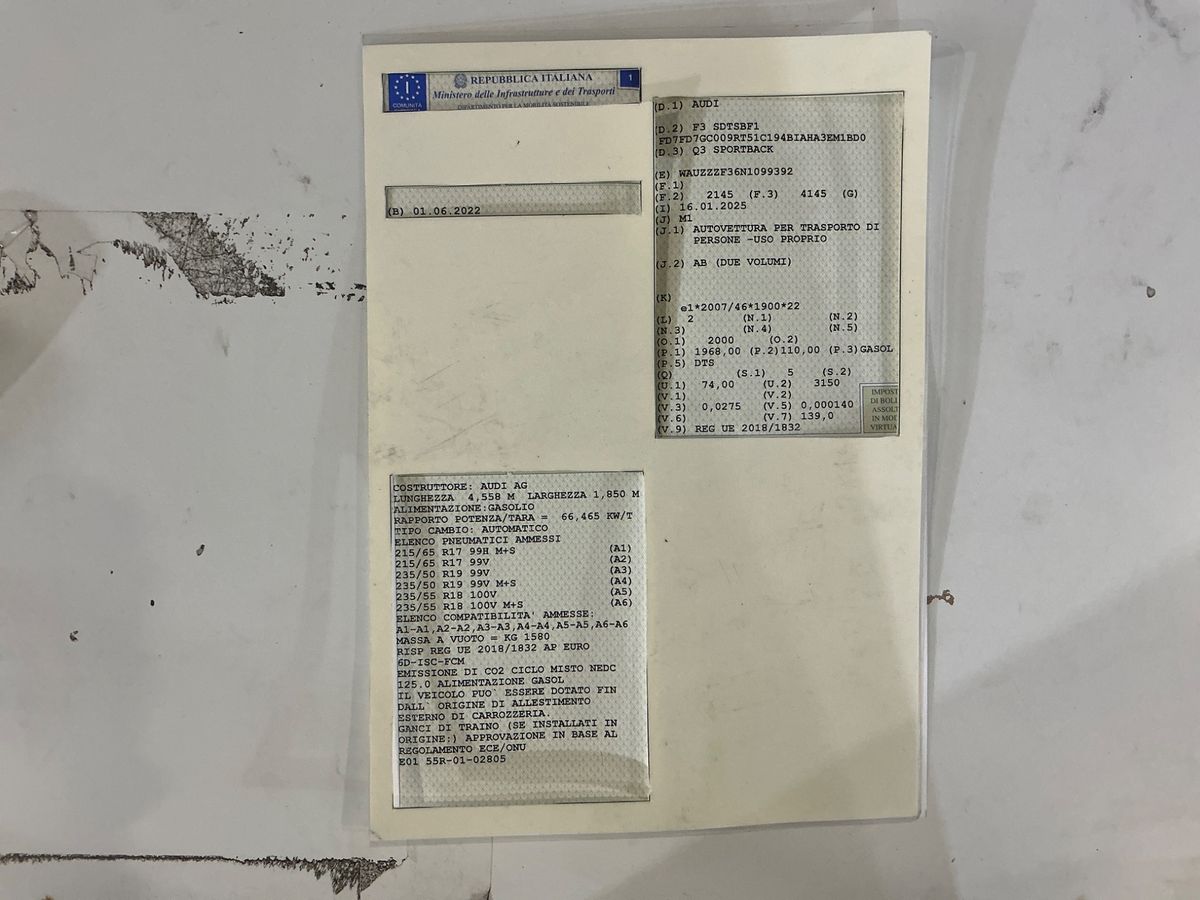 I
COMUNITÀ
REPUBBLICA ITALIANA
1
Ministero delle Infrastrutture e dei Trasporti
DIPARTIMENTO PER LA MOBILITÀ SOSTENIBILE
(B) 01.06.2022
(D.1) AUDI
(D.2) F3 SDTSBF1
FD7FD7GC009RT51C194BIAHA3EM1BD0
(D.3) Q3 SPORTBACK
(E) WAUZZZF36N1099392
(F.1)
(F.2) 2145 (F.3) 4145 (G)
(I) 16.01.2025
(J) M1
(J.1) AUTOVETTURA PER TRASPORTO DI
PERSONE -USO PROPRIO
(J.2) AB (DUE VOLUMI)
(K)
e1*2007/46*1900*22
(L) 2 (N.1) (N.2)
(N.3) (N.4) (N.5)
(O.1) 2000 (O.2)
(P.1) 1968,00 (P.2)110,00 (P.3)GASOL
(P.5) DTS
(Q) (S.1) 5 (S.2)
(U.1) 74,00 (U.2) 3150
(V.1) (V.2)
(V.3) 0,0275 (V.5) 0,000140
(V.6) (V.7) 139,0
(V.9) REG UE 2018/1832
IMPOST
DI BOLL
ASSOLT
IN MOD
VIRTUA
COSTRUTTORE: AUDI AG
LUNGHEZZA 4,558 M LARGHEZZA 1,850 M
ALIMENTAZIONE:GASOLIO
RAPPORTO POTENZA/TARA = 66,465 KW/T
TIPO CAMBIO: AUTOMATICO
ELENCO PNEUMATICI AMMESSI
215/65 R17 99H M+S (A1)
215/65 R17 99V (A2)
235/50 R19 99V (A3)
235/50 R19 99V M+S (A4)
235/55 R18 100V (A5)
235/55 R18 100V M+S (A6)
ELENCO COMPATIBILITA' AMMESSE:
A1-A1,A2-A2,A3-A3,A4-A4,A5-A5,A6-A6
MASSA A VUOTO = KG 1580
RISP REG UE 2018/1832 AP EURO
6D-ISC-FCM
EMISSIONE DI CO2 CICLO MISTO NEDC
125.0 ALIMENTAZIONE GASOL
IL VEICOLO PUO` ESSERE DOTATO FIN
DALL` ORIGINE DI ALLESTIMENTO
ESTERNO DI CARROZZERIA.
GANCI DI TRAINO (SE INSTALLATI IN
ORIGINE:) APPROVAZIONE IN BASE AL
REGOLAMENTO ECE/ONU
E01 55R-01-02805